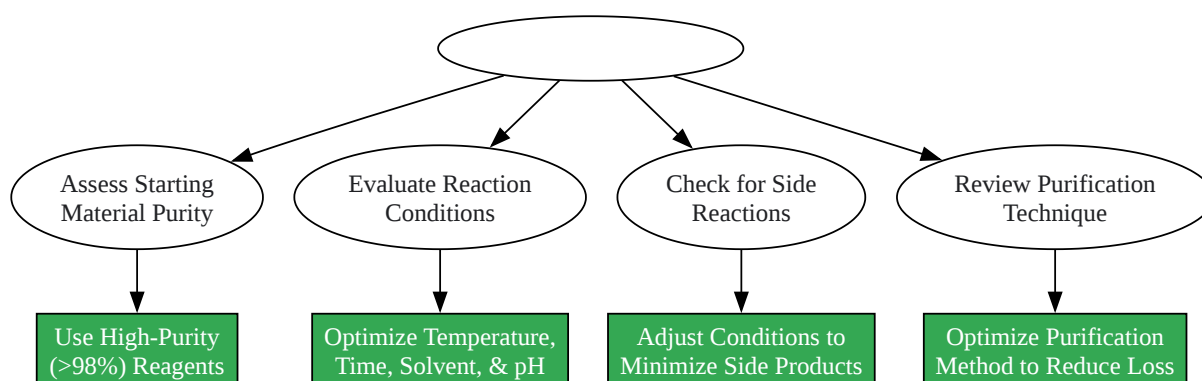 Assess Starting
Material Purity
Evaluate Reaction
Conditions
Check for Side
Reactions
Review Purification
Technique
Use High-Purity
(>98%) Reagents
Optimize Temperature,
Time, Solvent, & pH
Adjust Conditions to
Minimize Side Products
Optimize Purification
Method to Reduce Loss